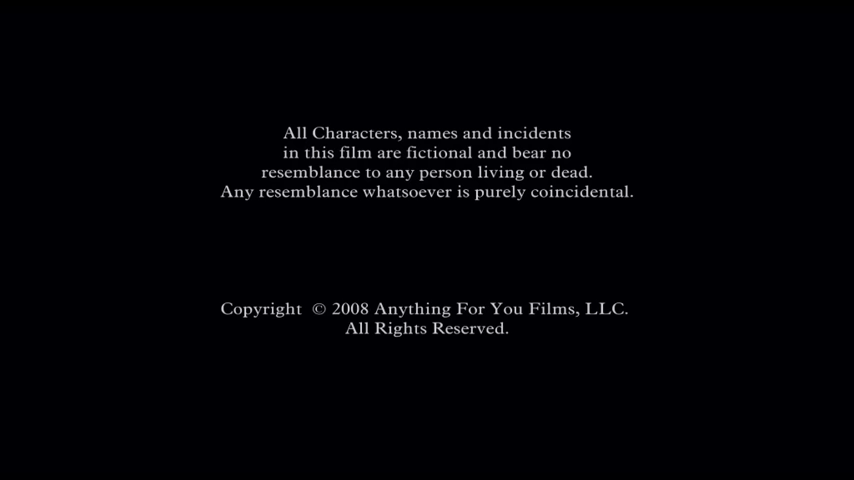 All Characters, names and incidents
in this film are fictional and bear no
resemblance to any person living or dead.
Any resemblance whatsoever is purely coincidental.
Copyright © 2008 Anything For You Films, LLC.
All Rights Reserved.